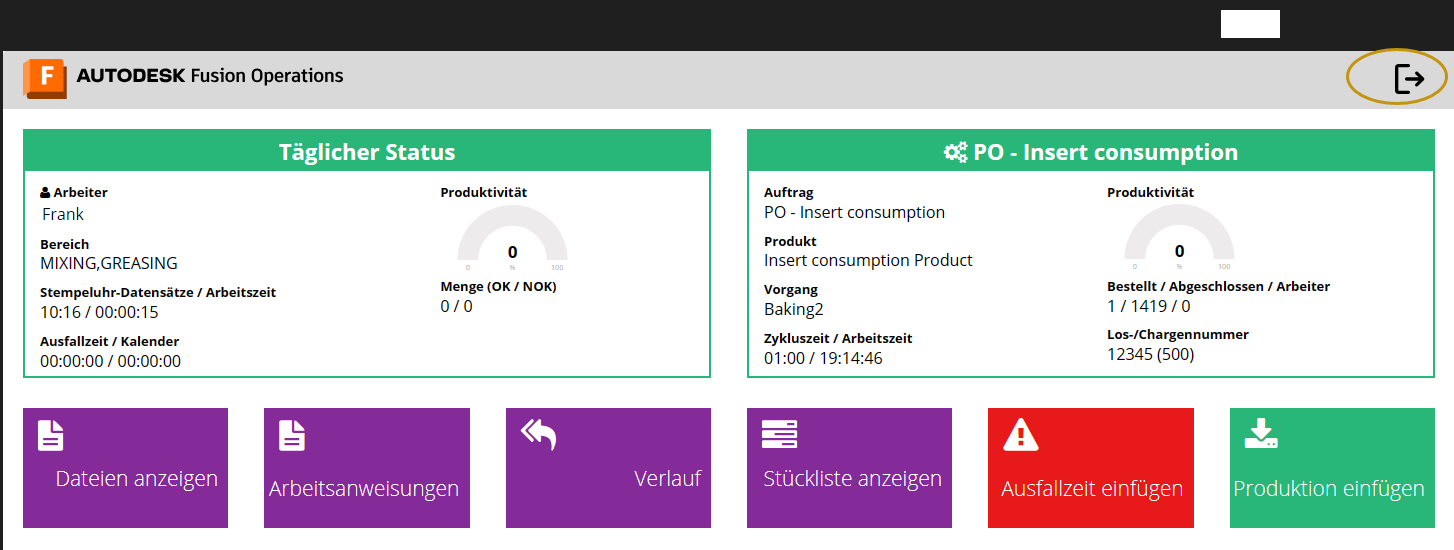 F AUTODESK Fusion Operations
Täglicher Status
Arbeiter
Frank
Bereich
MIXING,GREASING
Stempeluhr-Datensätze / Arbeitszeit
10:16 / 00:00:15
Ausfallzeit / Kalender
00:00:00 / 00:00:00
Produktivität
0
0 % 100
Menge (OK / NOK)
0 / 0
PO - Insert consumption
Auftrag
PO - Insert consumption
Produkt
Insert consumption Product
Vorgang
Baking2
Zykluszeit / Arbeitszeit
01:00 / 19:14:46
Produktivität
0
0 % 100
Bestellt / Abgeschlossen / Arbeiter
1 / 1419 / 0
Los-/Chargennummer
12345 (500)
Dateien anzeigen
Arbeitsanweisungen
Verlauf
Stückliste anzeigen
Ausfallzeit einfügen
Produktion einfügen